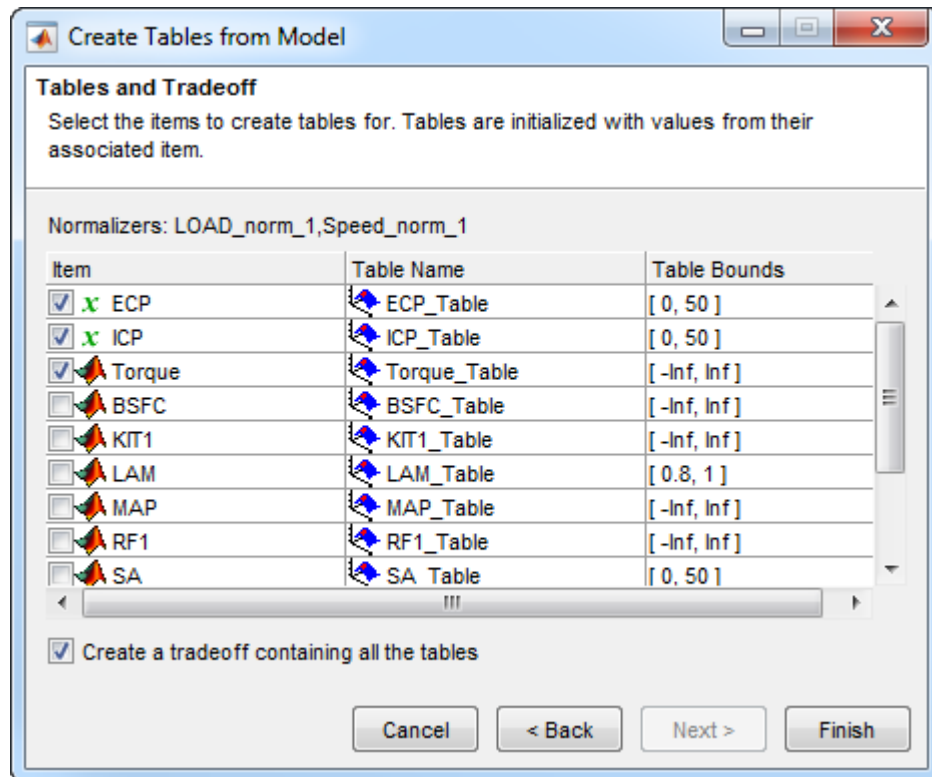 Create Tables from Model
Tables and Tradeoff
Select the items to create tables for. Tables are initialized with values from their
associated item.
Normalizers: LOAD_norm_1,Speed_norm_1
Item Table Name Table Bounds
x ECP ECP_Table [ 0, 50 ]
x ICP ICP_Table [ 0, 50 ]
Torque Torque_Table [ -Inf, Inf ]
BSFC BSFC_Table [ -Inf, Inf ]
KIT1 KIT1_Table [ -Inf, Inf ]
LAM LAM_Table [ 0.8, 1 ]
MAP MAP_Table [ -Inf, Inf ]
RF1 RF1_Table [ -Inf, Inf ]
SA SA_Table [ 0, 50 ]
Create a tradeoff containing all the tables
Cancel < Back Next > Finish